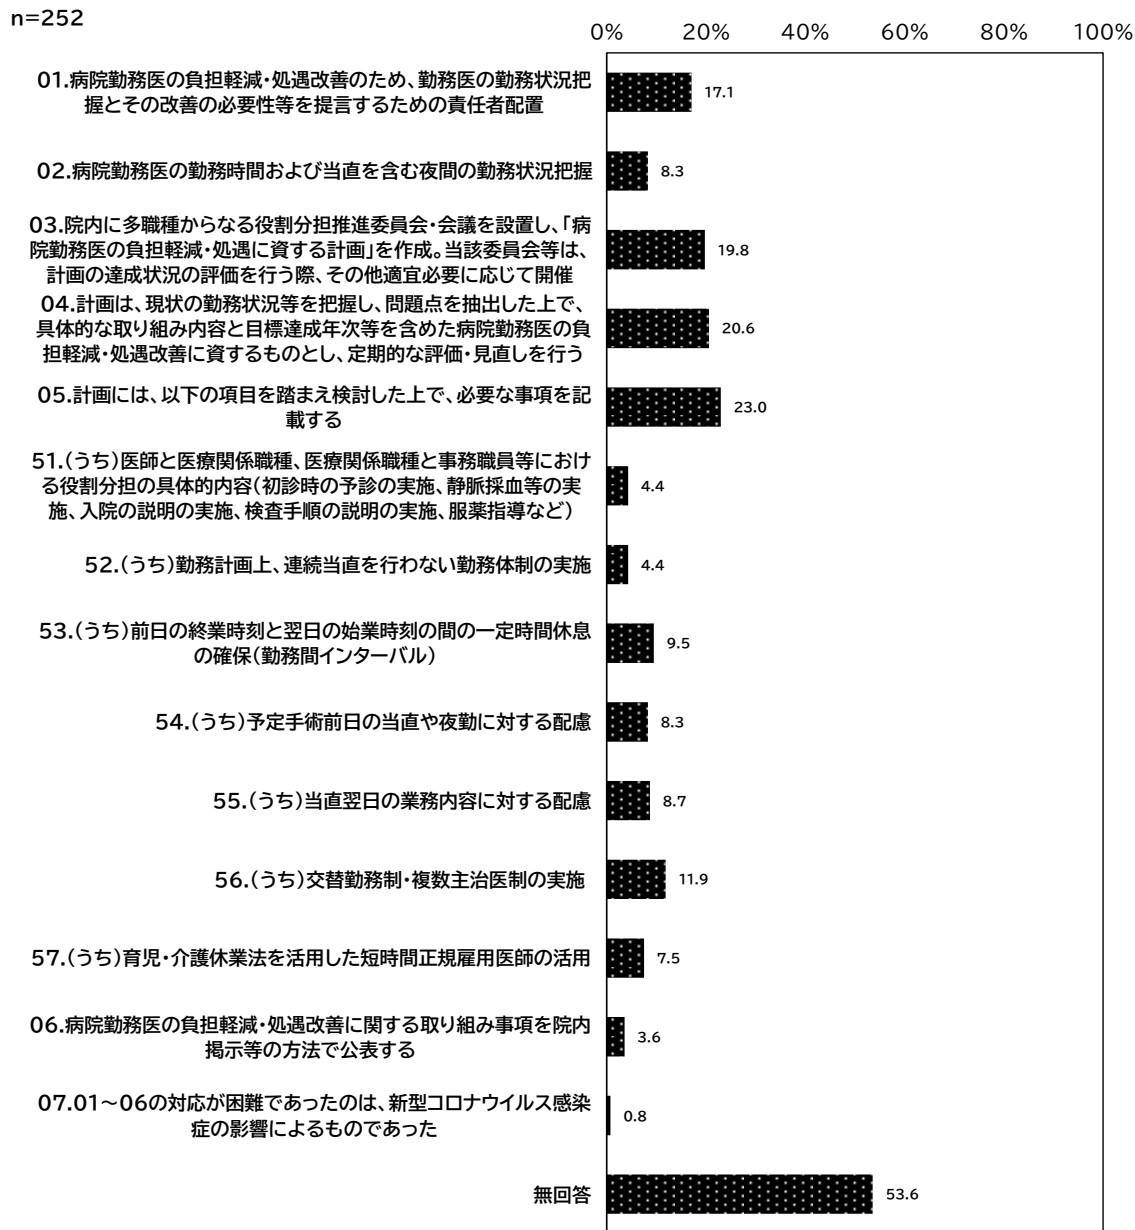 n=252
0% 20% 40% 60% 80% 100%
01.病院勤務医の負担軽減・処遇改善のため、勤務医の勤務状況把
握とその改善の必要性等を提言するための責任者配置
17.1
02.病院勤務医の勤務時間および当直を含む夜間の勤務状況把握
8.3
03.院内に多職種からなる役割分担推進委員会・会議を設置し、「病
院勤務医の負担軽減・処遇に資する計画」を作成。当該委員会等は、
計画の達成状況の評価を行う際、その他適宜必要に応じて開催
19.8
04.計画は、現状の勤務状況等を把握し、問題点を抽出した上で、
具体的な取り組み内容と目標達成年次等を含めた病院勤務医の負
担軽減・処遇改善に資するものとし、定期的な評価・見直しを行う
20.6
05.計画には、以下の項目を踏まえ検討した上で、必要な事項を記
載する
23.0
51.(うち)医師と医療関係職種、医療関係職種と事務職員等におけ
る役割分担の具体的内容(初診時の予診の実施、静脈採血等の実
施、入院の説明の実施、検査手順の説明の実施、服薬指導など)
4.4
52.(うち)勤務計画上、連続当直を行わない勤務体制の実施
4.4
53.(うち)前日の終業時刻と翌日の始業時刻の間の一定時間休息
の確保(勤務間インターバル)
9.5
54.(うち)予定手術前日の当直や夜勤に対する配慮
8.3
55.(うち)当直翌日の業務内容に対する配慮
8.7
56.(うち)交替勤務制・複数主治医制の実施
11.9
57.(うち)育児・介護休業法を活用した短時間正規雇用医師の活用
7.5
06.病院勤務医の負担軽減・処遇改善に関する取り組み事項を院内
掲示等の方法で公表する
3.6
07.01～06の対応が困難であったのは、新型コロナウイルス感染
症の影響によるものであった
0.8
無回答
53.6